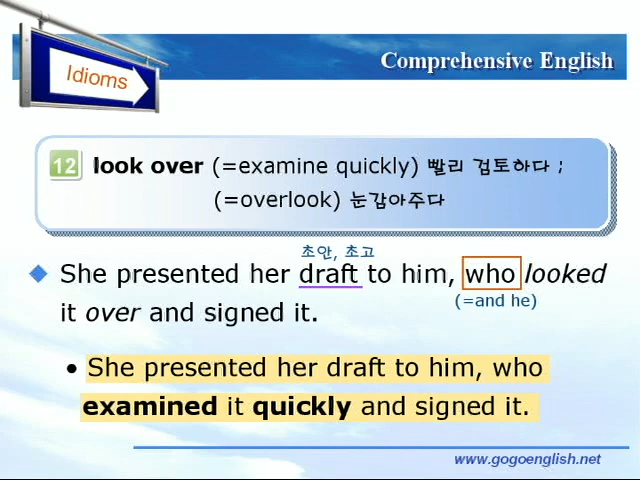 Idioms
Comprehensive English
12 look over (=examine quickly) 빨리 검토하다 ;
(=overlook) 눈감아주다
초안, 초고
She presented her draft to him, who looked
(=and he)
it over and signed it.
• She presented her draft to him, who
examined it quickly and signed it.
www.gogoenglish.net